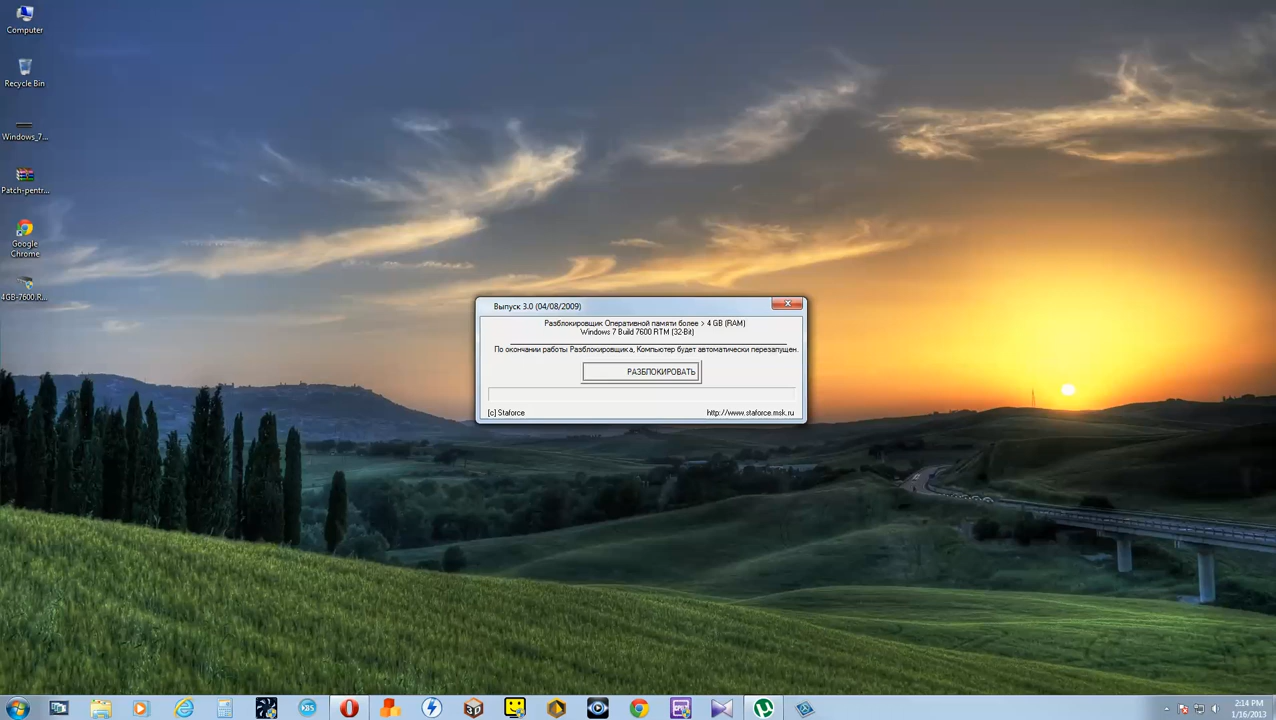 Computer
Recycle Bin
Windows_7...
Patch-pentr...
Google
Chrome
4GB-7600.R...
Выпуск 3.0 (04/08/2009)
Разблокировщик Оперативной памяти более > 4 GB (RAM)
Windows 7 Build 7600 RTM (32-Bit)
По окончании работы Разблокировщика, Компьютер будет автоматически перезапущен.
РАЗБЛОКИРОВАТЬ
[c] Staforce
http://www.staforce.msk.ru
KBS
3D
2:14 PM
1/16/2013